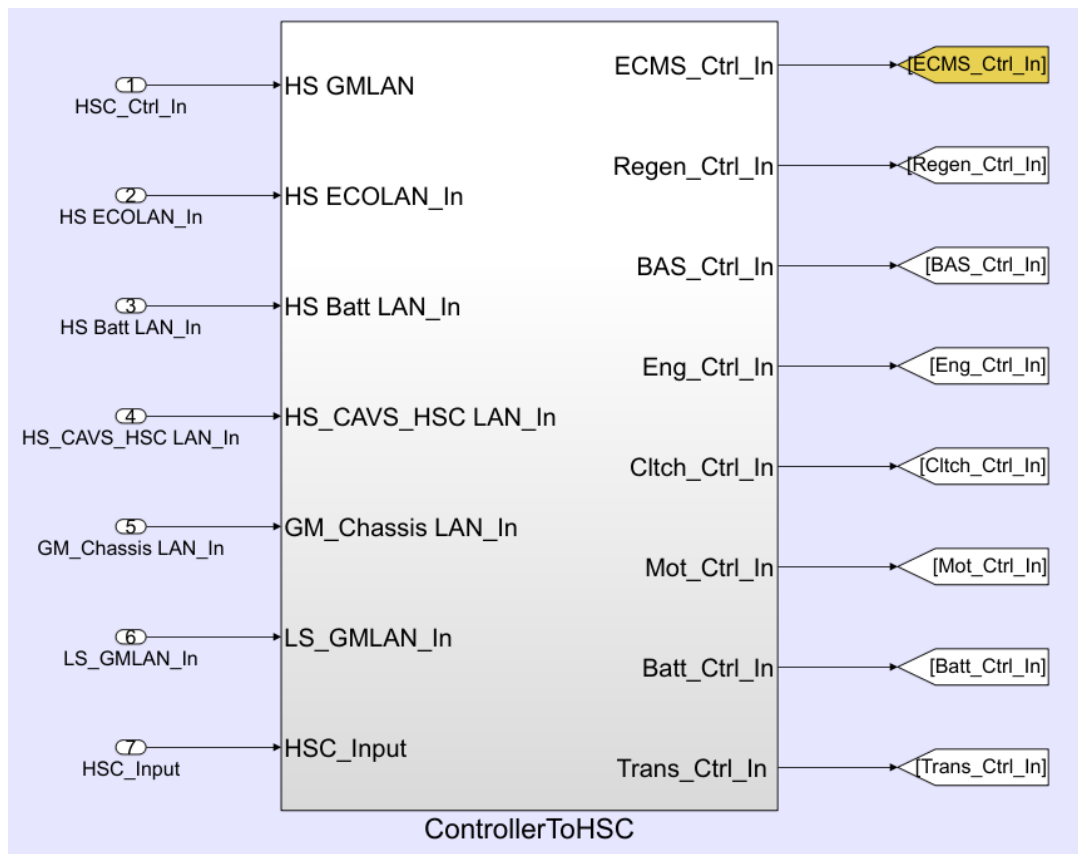 1
HSC_Ctrl_In
HS GMLAN
2
HS ECOLAN_In
HS ECOLAN_In
3
HS Batt LAN_In
HS Batt LAN_In
4
HS_CAVS_HSC LAN_In
HS_CAVS_HSC LAN_In
5
GM_Chassis LAN_In
GM_Chassis LAN_In
6
LS_GMLAN_In
LS_GMLAN_In
7
HSC_Input
HSC_Input
ECMS_Ctrl_In
[ECMS_Ctrl_In]
Regen_Ctrl_In
[Regen_Ctrl_In]
BAS_Ctrl_In
[BAS_Ctrl_In]
Eng_Ctrl_In
[Eng_Ctrl_In]
Cltch_Ctrl_In
[Cltch_Ctrl_In]
Mot_Ctrl_In
[Mot_Ctrl_In]
Batt_Ctrl_In
[Batt_Ctrl_In]
Trans_Ctrl_In
[Trans_Ctrl_In]
ControllerToHSC